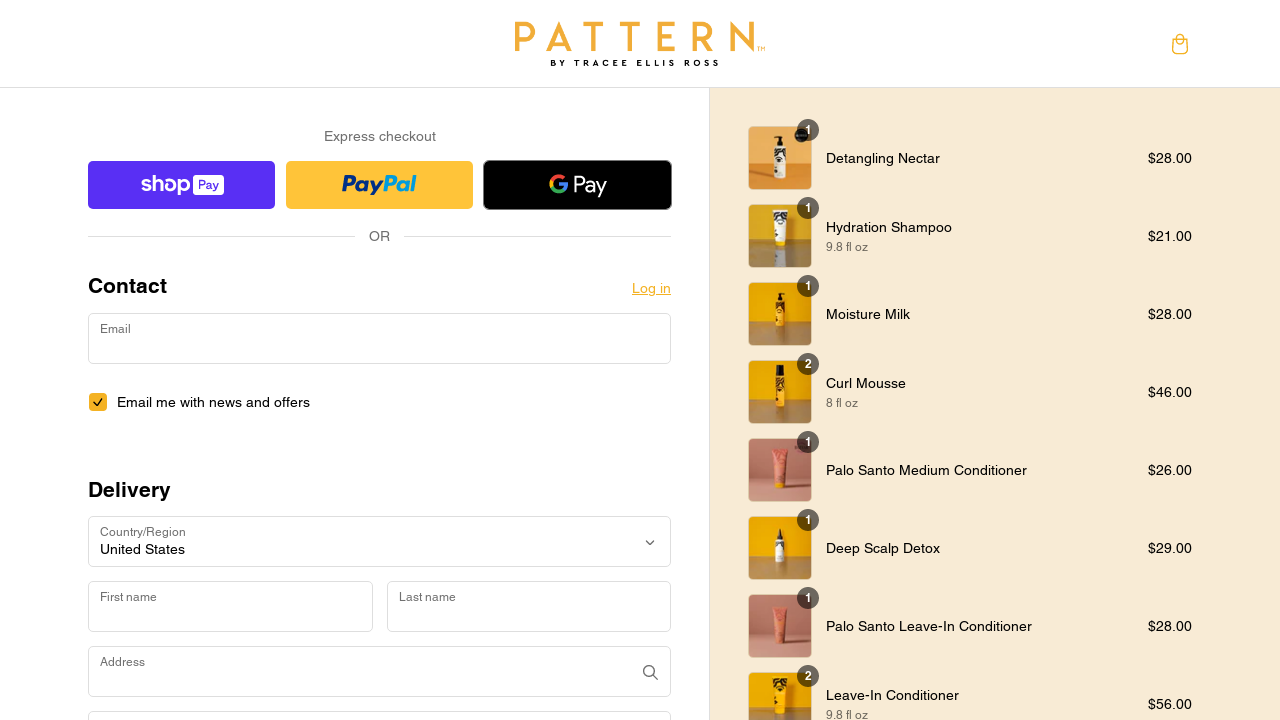 PATTERN TM
BY TRACEE ELLIS ROSS
Express checkout
shop Pay
PayPal
G Pay
OR
Contact
Log in
Email
Email me with news and offers
Delivery
Country/Region
United States
First name
Last name
Address
1
Detangling Nectar
$28.00
1
Hydration Shampoo
9.8 fl oz
$21.00
1
Moisture Milk
$28.00
2
Curl Mousse
8 fl oz
$46.00
1
Palo Santo Medium Conditioner
$26.00
1
Deep Scalp Detox
$29.00
1
Palo Santo Leave-In Conditioner
$28.00
2
Leave-In Conditioner
9.8 fl oz
$56.00